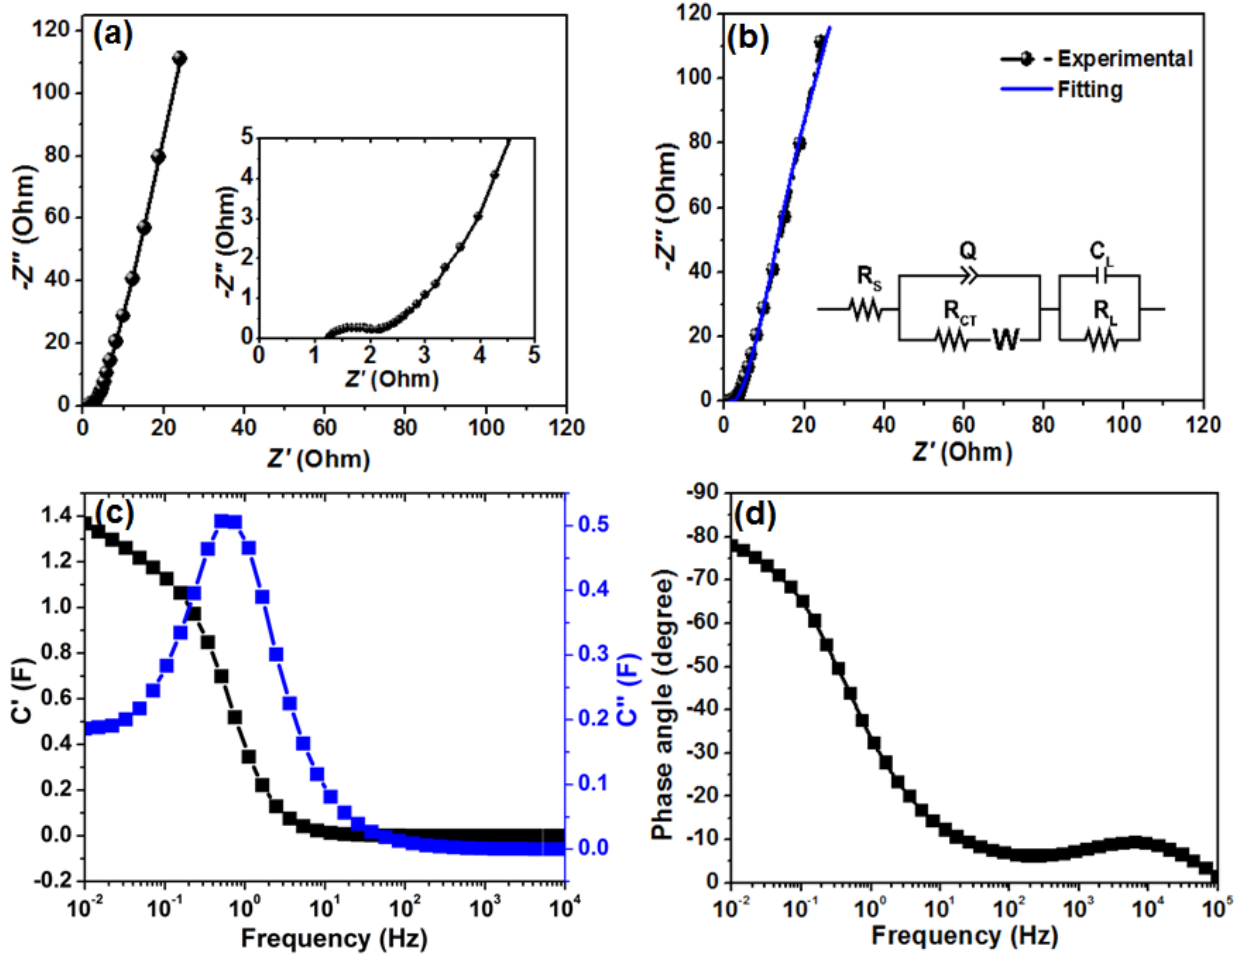 (a)
120
100
80
60
40
20
0
-Z″ (Ohm)
0 20 40 60 80 100 120
Z′ (Ohm)
5
4
3
2
1
0
-Z″ (Ohm)
0 1 2 3 4 5
Z′ (Ohm)
(b)
120
100
80
60
40
20
0
-Z″ (Ohm)
0 20 40 60 80 100 120
Z′ (Ohm)
Experimental
Fitting
R_S
Q
R_CT
W
C_L
R_L
(c)
1.4
1.2
1.0
0.8
0.6
0.4
0.2
0.0
-0.2
C' (F)
0.5
0.4
0.3
0.2
0.1
0.0
C'' (F)
10⁻² 10⁻¹ 10⁰ 10¹ 10² 10³ 10⁴
Frequency (Hz)
(d)
-90
-80
-70
-60
-50
-40
-30
-20
-10
0
Phase angle (degree)
10⁻² 10⁻¹ 10⁰ 10¹ 10² 10³ 10⁴ 10⁵
Frequency (Hz)